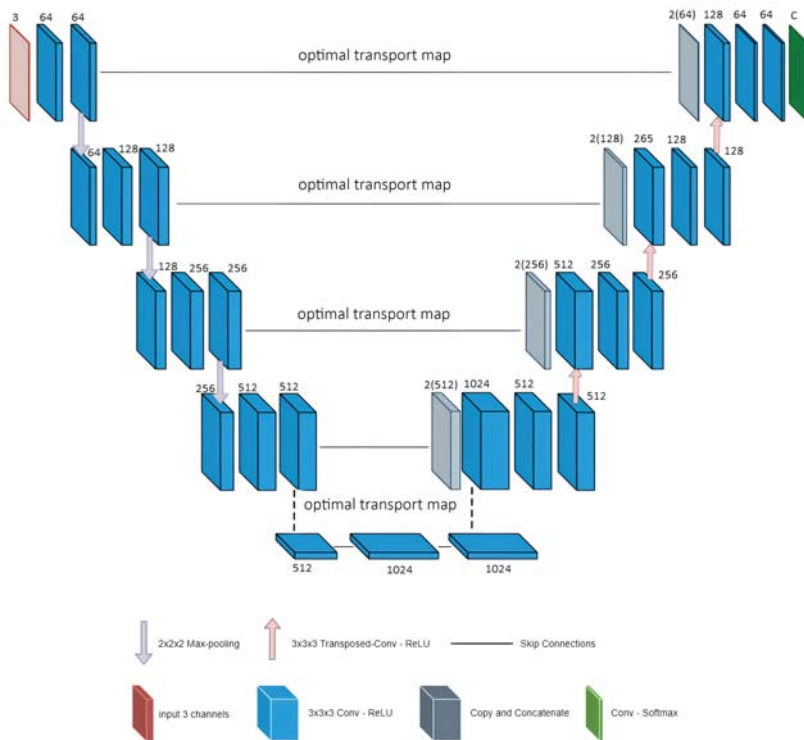 3 64 64 2(64) 128 64 64 C
optimal transport map
64 128 128 2(128) 265 128 128
optimal transport map
128 256 256 2(256) 512 256 256
optimal transport map
256 512 512 2(512) 1024 512 512
optimal transport map
512 1024 1024
2x2x2 Max-pooling 3x3x3 Transposed-Conv - ReLU Skip Connections
input 3 channels 3x3x3 Conv - ReLU Copy and Concatenate Conv - Softmax